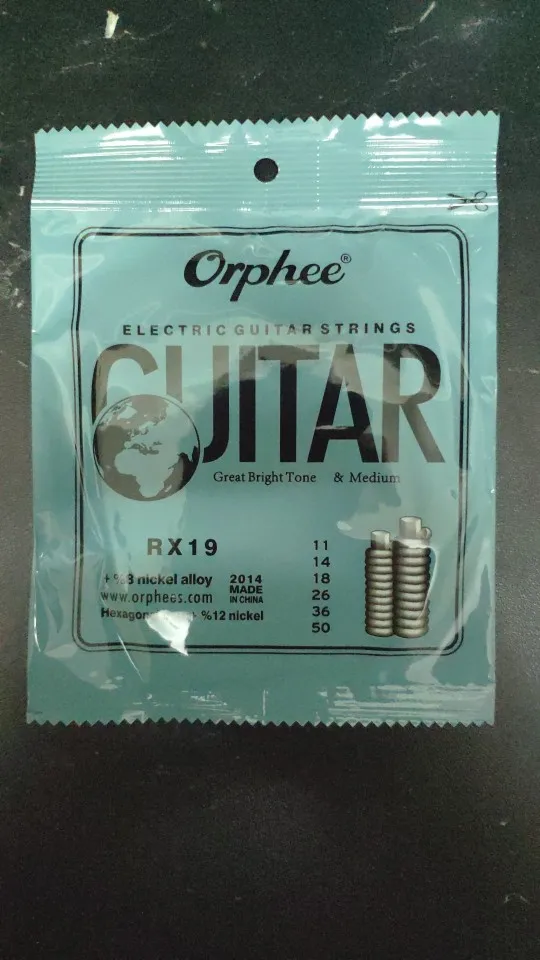 Orphee®
ELECTRIC GUITAR STRINGS
GUITAR
Great Bright Tone & Medium
RX19
11
14
18
26
36
50
+ %8 nickel alloy
www.orphees.com
2014
MADE
IN CHINA
%12 nickel